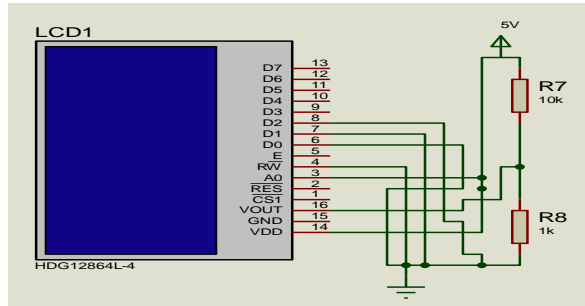 LCD1
5V
D7 13
D6 12
D5 11
D4 10
D3 9
D2 8
D1 7
D0 6
E 5
RW 4
A0 3
RES 2
CS1 1
VOUT 16
GND 15
VDD 14
R7
10k
R8
1k
HDG12864L-4